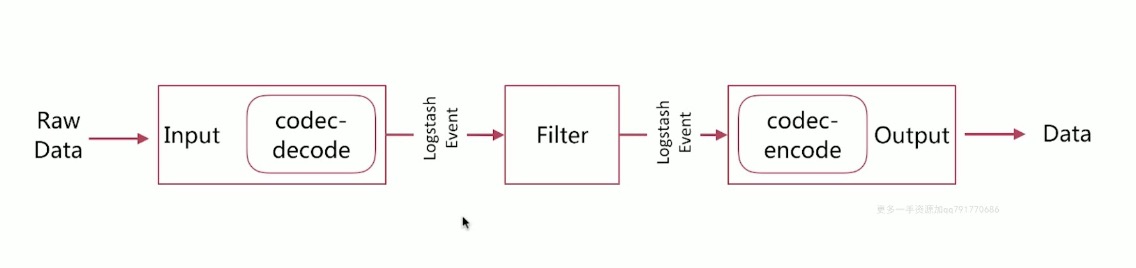 Raw
Data
Input
codec-
decode
Logstash
Event
Filter
Logstash
Event
codec-
encode
Output
Data
更多一手资源加qq791770686